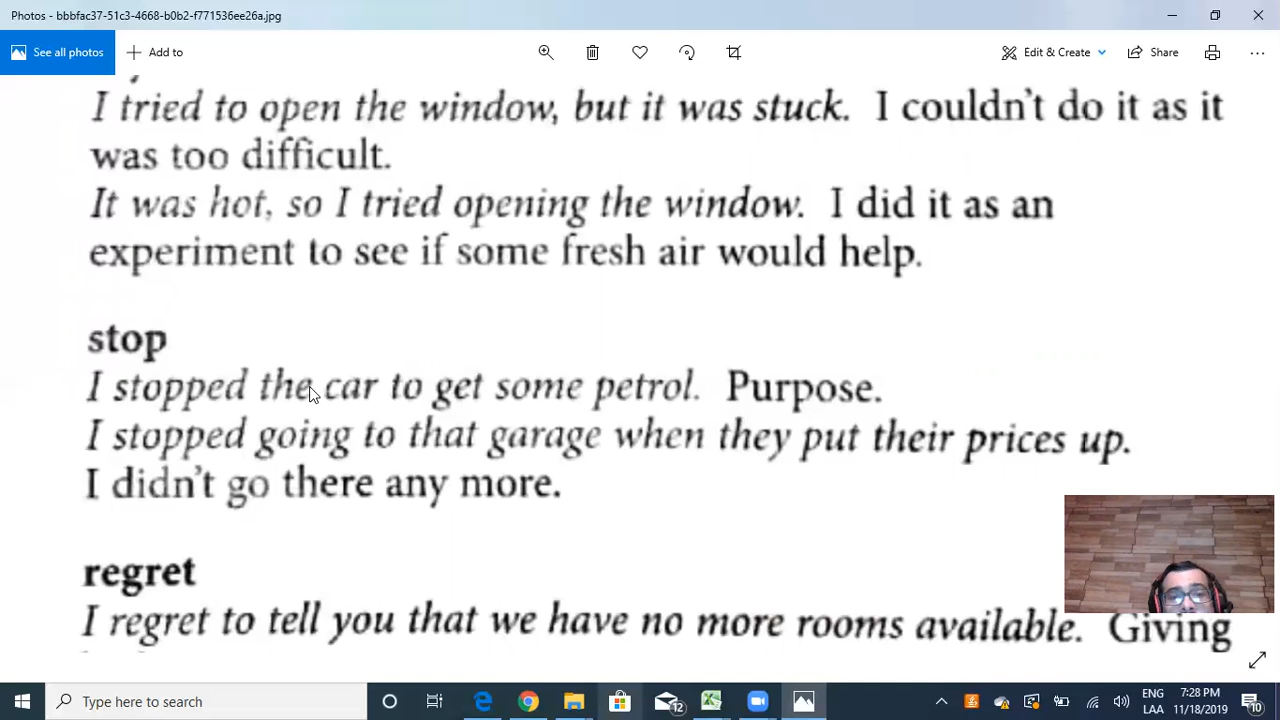 Photos - bbbfac37-51c3-4668-b0b2-f771536ee26a.jpg
See all photos
Add to
Edit & Create
Share
I tried to open the window, but it was stuck. I couldn't do it as it
was too difficult.
It was hot, so I tried opening the window. I did it as an
experiment to see if some fresh air would help.
stop
I stopped the car to get some petrol. Purpose.
I stopped going to that garage when they put their prices up.
I didn't go there any more.
regret
I regret to tell you that we have no more rooms available. Giving
Type here to search
12
ENG
LAA
7:28 PM
11/18/2019
10